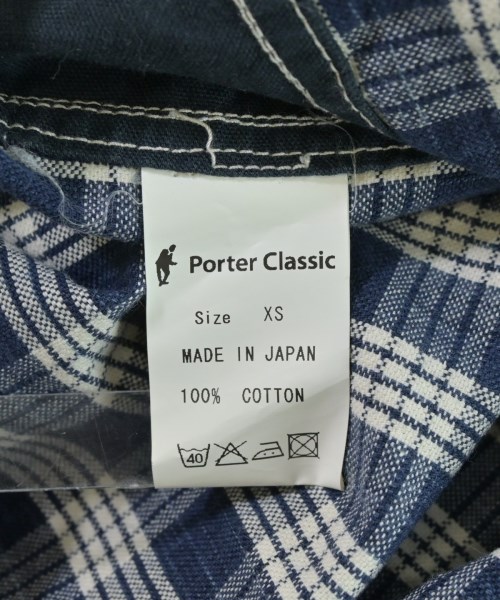 Porter Classic
Size XS
MADE IN JAPAN
100% COTTON
40